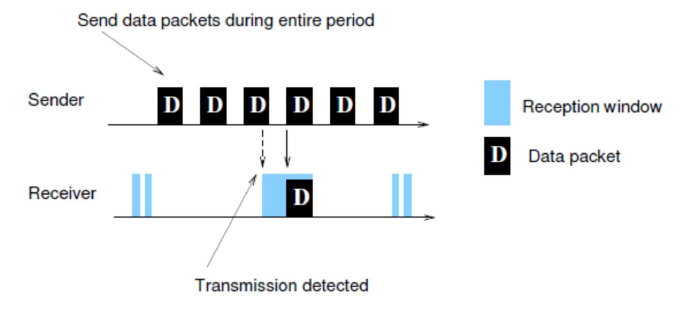 Send data packets during entire period
Sender
D D D D D D
Reception window
D Data packet
Receiver
D
Transmission detected